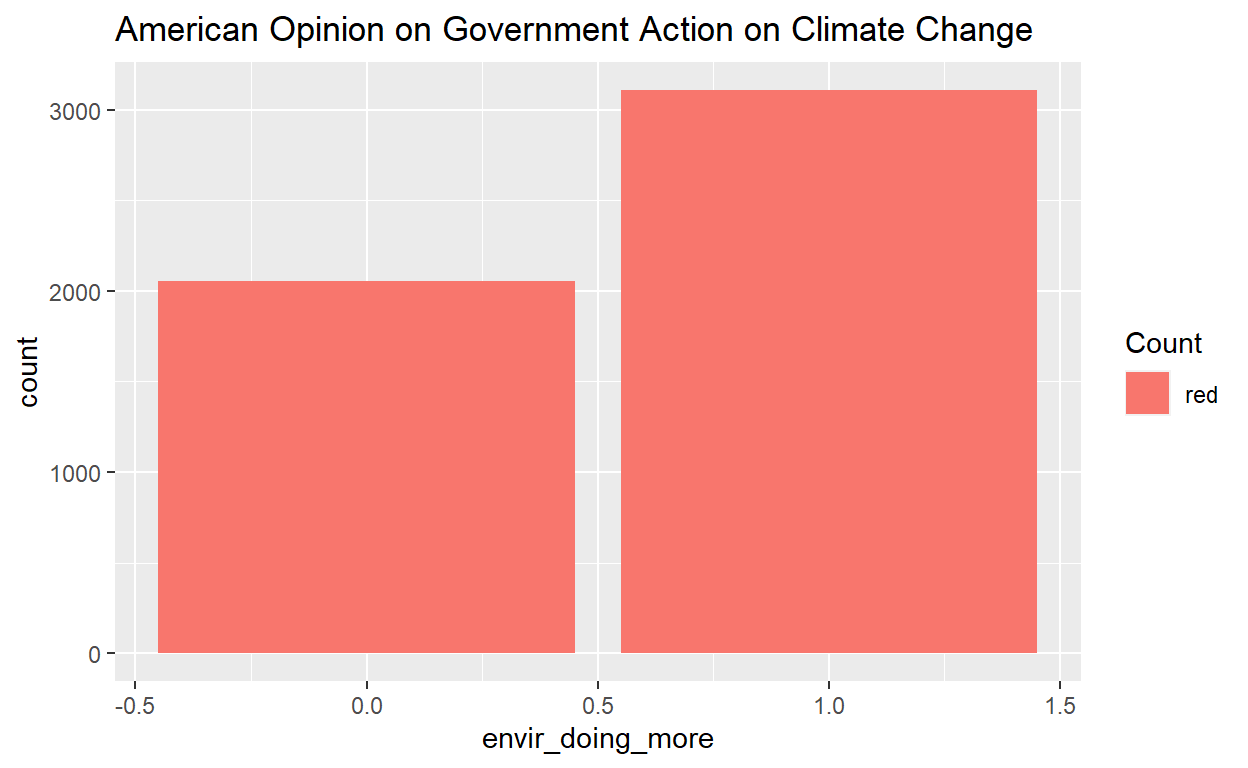 American Opinion on Government Action on Climate Change
3000
2000
1000
0
count
-0.5 0.0 0.5 1.0 1.5
envir_doing_more
Count
red